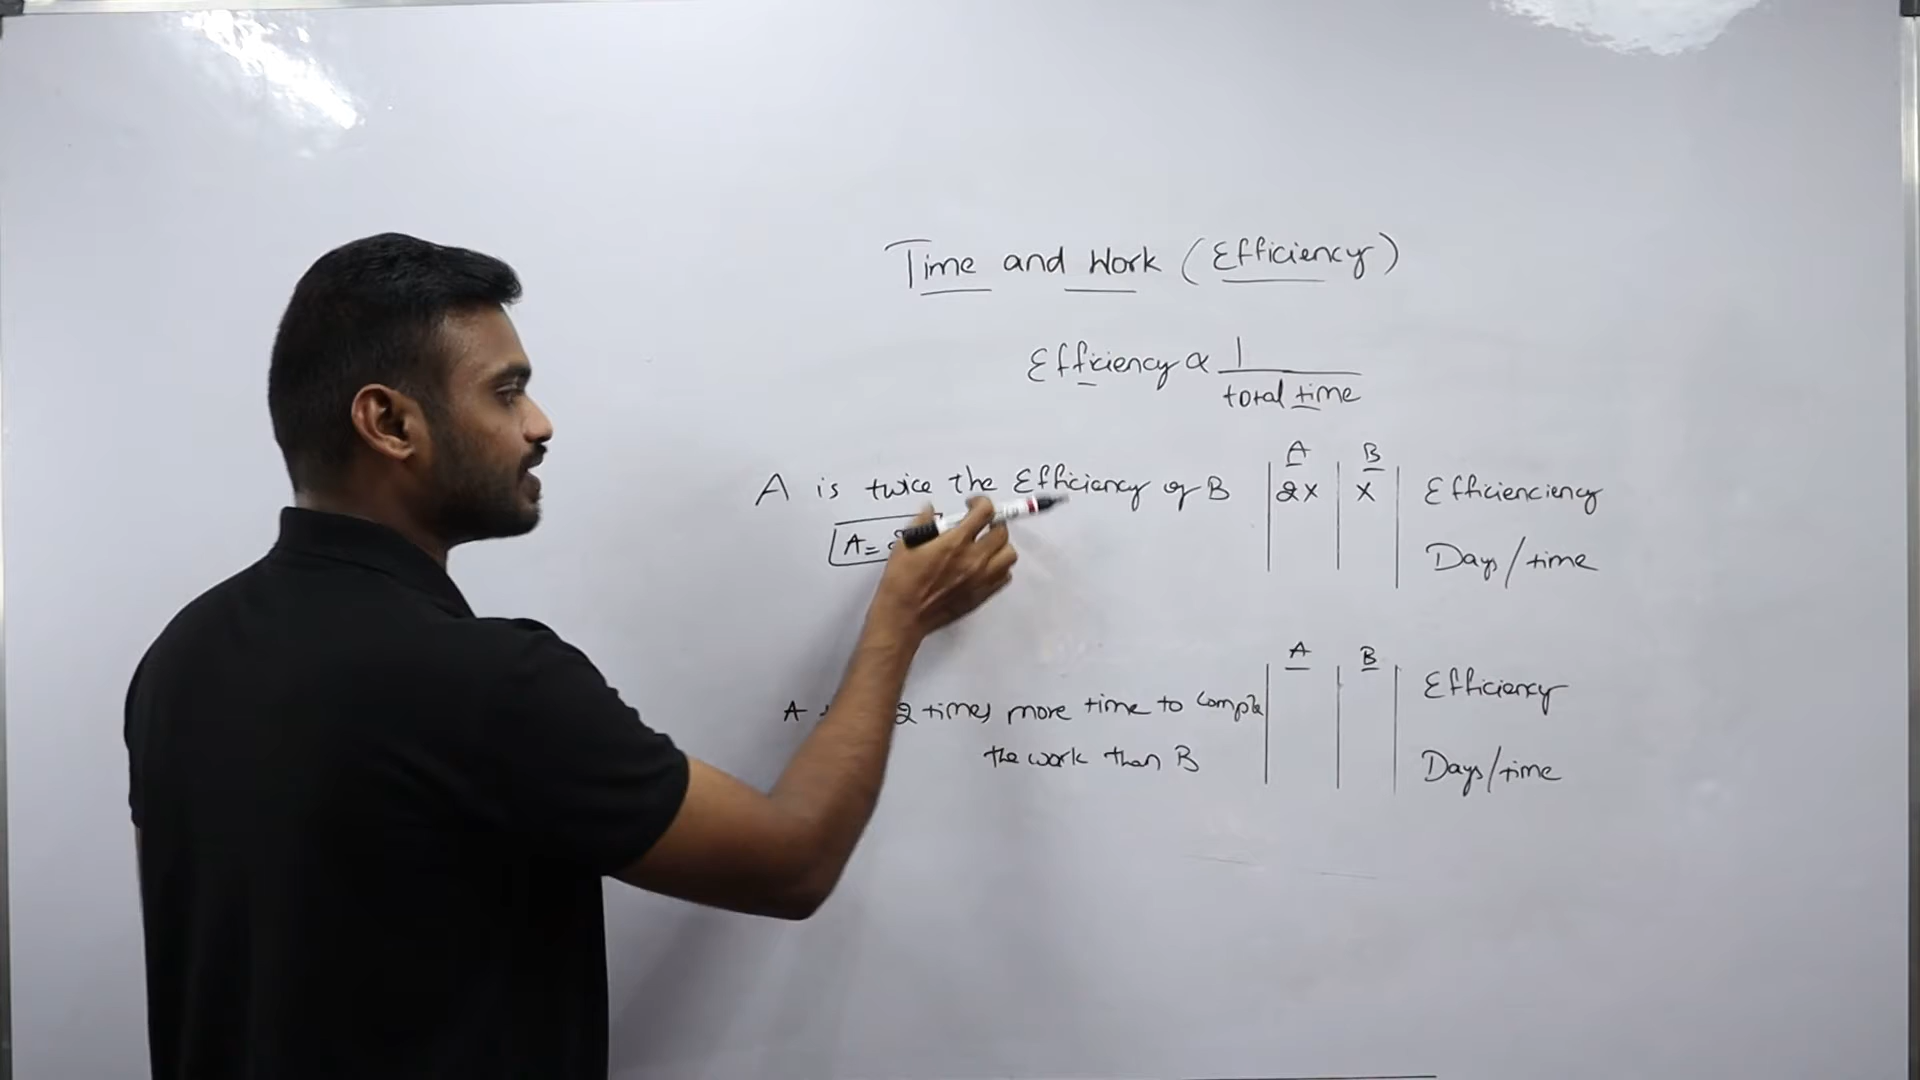 Time and Work (Efficiency)
Efficiency ∝ 1
total time
A is twice the Efficiency of B
A B
2x x Efficienciency
A =
Days/time
A B
Efficiency
A 2 times more time to comple
the work than B
Days/time